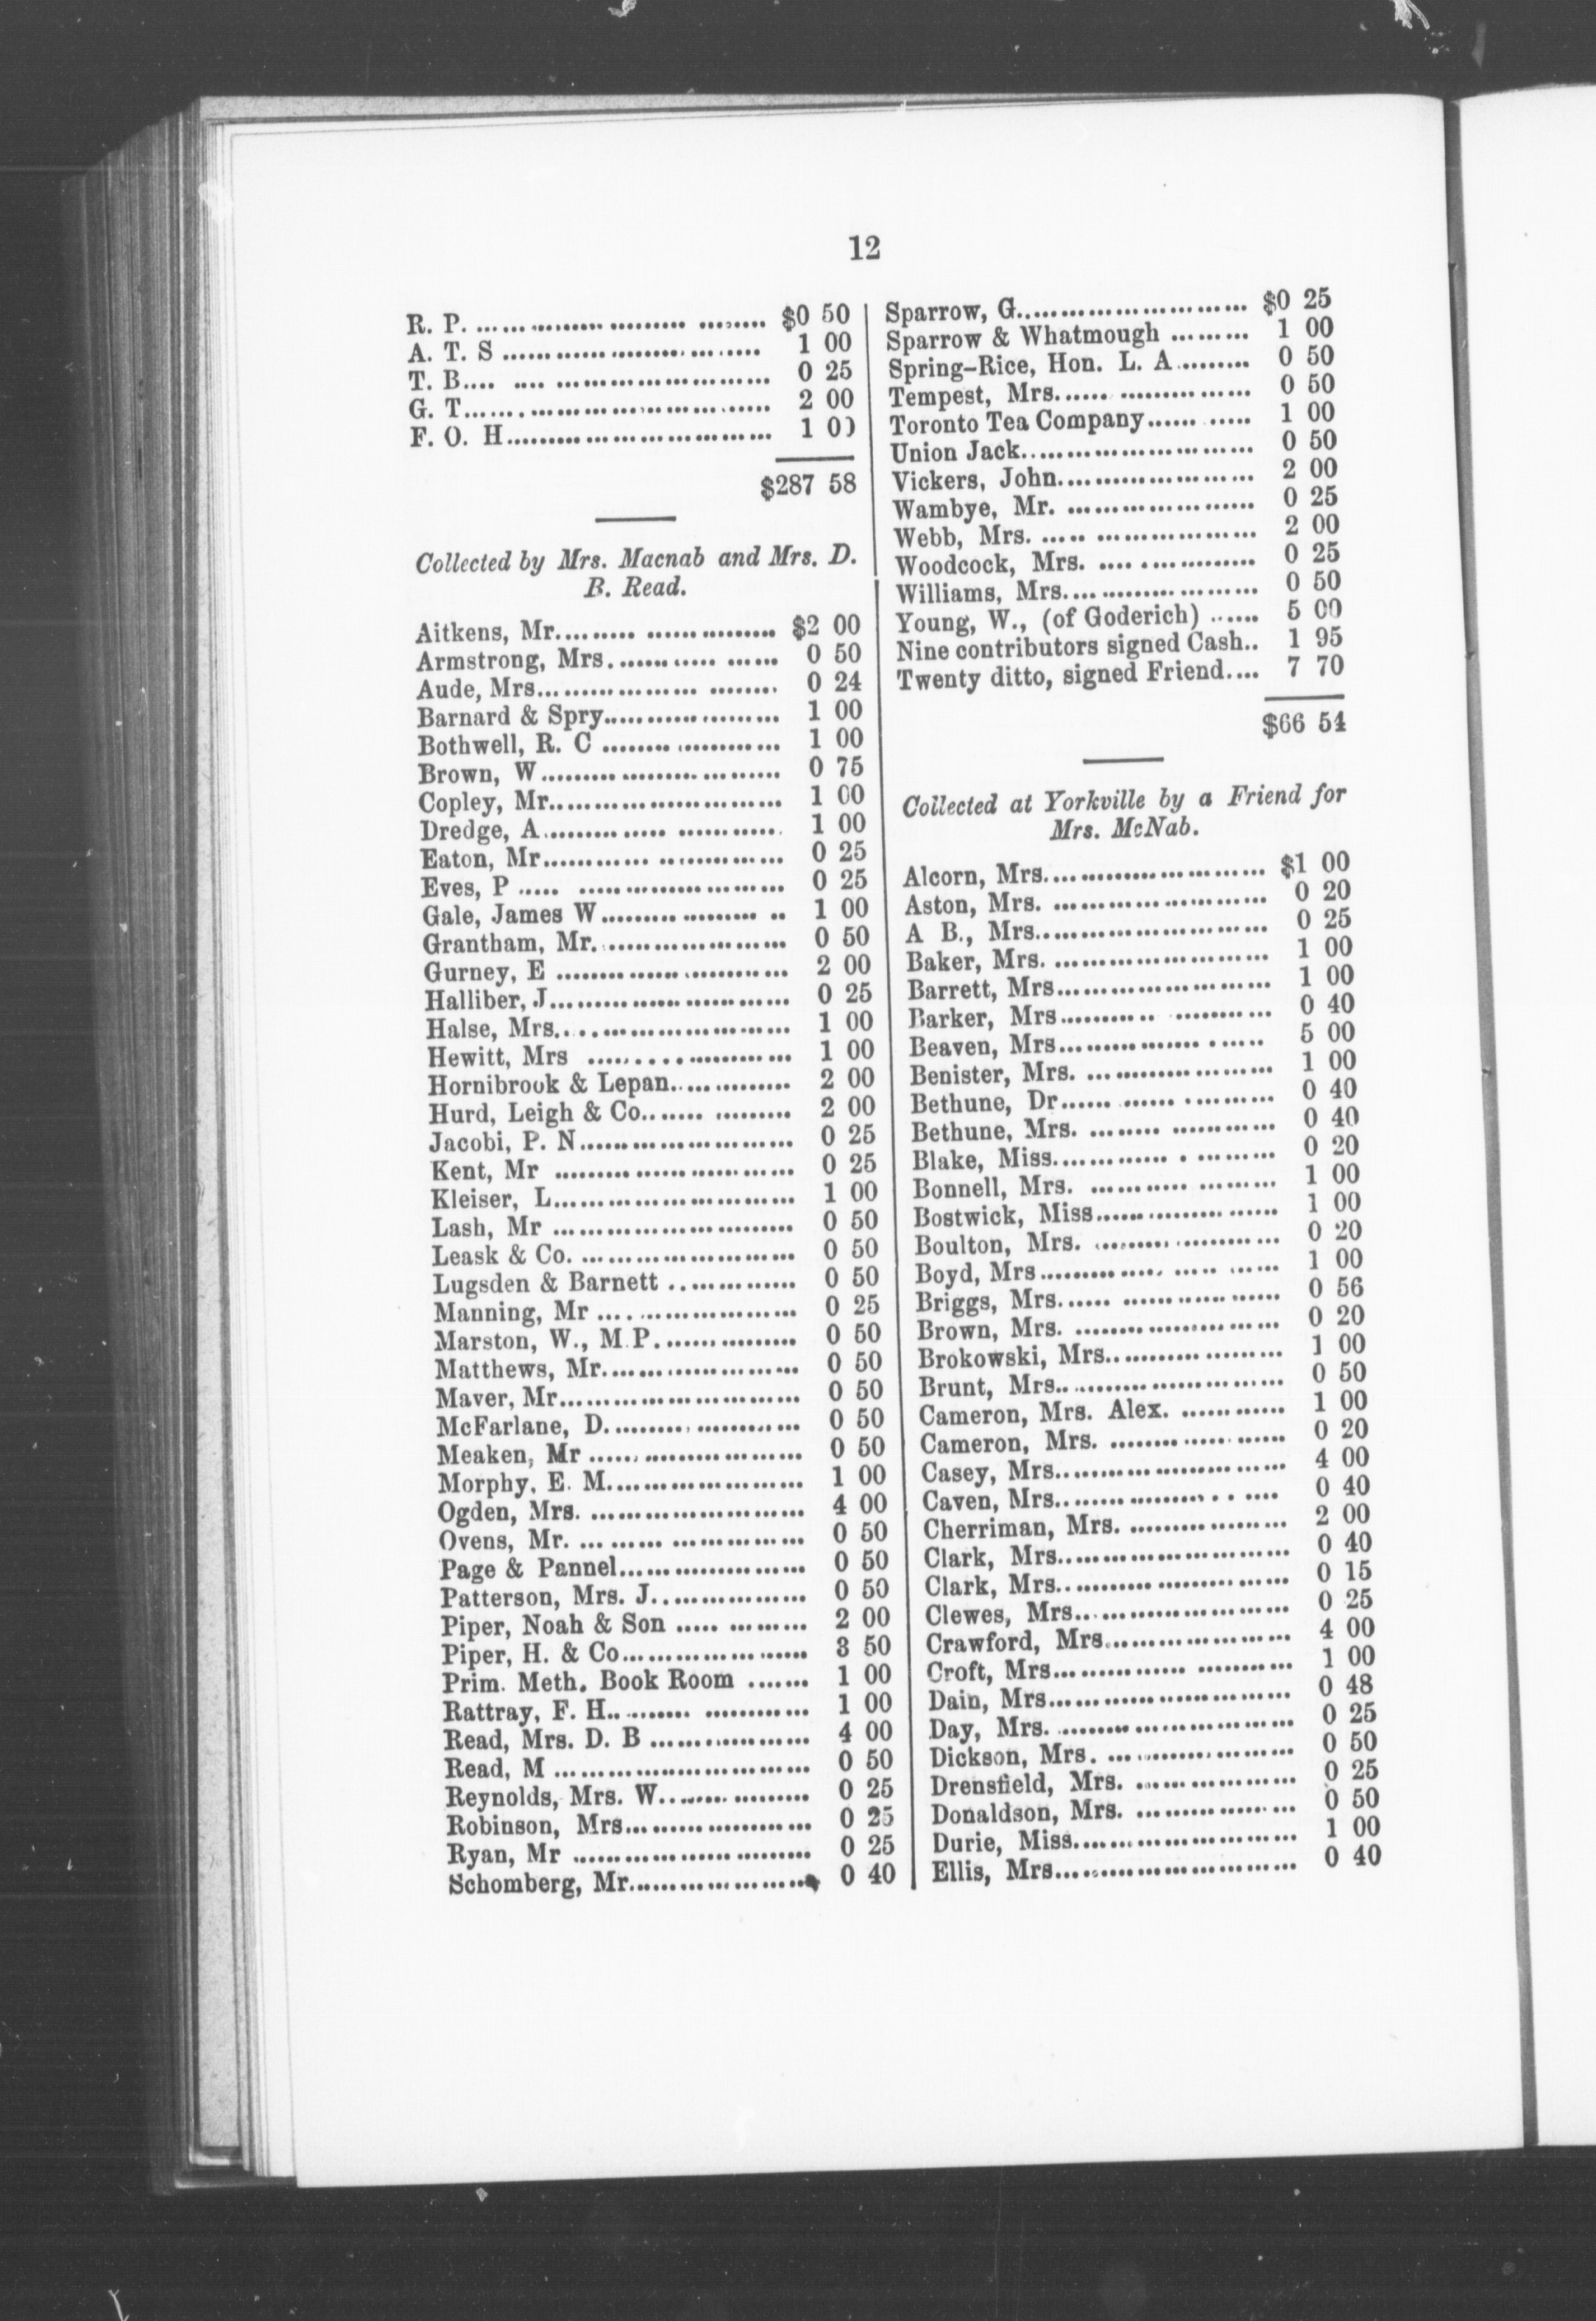 12
R. P. $0 50
A. T. S 1 00
T. B. 0 25
G. T. 2 00
F. O. H. 1 00
$287 58
Collected by Mrs. Macnab and Mrs. D.
B. Read.
Aitkens, Mr. $2 00
Armstrong, Mrs. 0 50
Aude, Mrs. 0 24
Barnard & Spry. 1 00
Bothwell, R. C 1 00
Brown, W. 0 75
Copley, Mr. 1 00
Dredge, A. 1 00
Eaton, Mr. 0 25
Eves, P 0 25
Gale, James W. 1 00
Grantham, Mr. 0 50
Gurney, E 2 00
Halliber, J. 0 25
Halse, Mrs. 1 00
Hewitt, Mrs 1 00
Hornibrook & Lepan. 2 00
Hurd, Leigh & Co. 2 00
Jacobi, P. N. 0 25
Kent, Mr 0 25
Kleiser, L. 1 00
Lash, Mr 0 50
Leask & Co. 0 50
Lugsden & Barnett 0 50
Manning, Mr 0 25
Marston, W., M.P. 0 50
Matthews, Mr. 0 50
Maver, Mr. 0 50
McFarlane, D. 0 50
Meaken, Mr 0 50
Morphy, E. M. 1 00
Ogden, Mrs. 4 00
Ovens, Mr. 0 50
Page & Pannel. 0 50
Patterson, Mrs. J. 0 50
Piper, Noah & Son 2 00
Piper, H. & Co. 3 50
Prim. Meth. Book Room 1 00
Rattray, F. H. 1 00
Read, Mrs. D. B 4 00
Read, M 0 50
Reynolds, Mrs. W. 0 25
Robinson, Mrs. 0 25
Ryan, Mr 0 25
Schomberg, Mr. 0 40
Sparrow, G. $0 25
Sparrow & Whatmough 1 00
Spring-Rice, Hon. L. A. 0 50
Tempest, Mrs. 0 50
Toronto Tea Company 1 00
Union Jack. 0 50
Vickers, John. 2 00
Wambye, Mr. 0 25
Webb, Mrs. 2 00
Woodcock, Mrs. 0 25
Williams, Mrs. 0 50
Young, W., (of Goderich) 5 00
Nine contributors signed Cash.. 1 95
Twenty ditto, signed Friend.... 7 70
$66 54
Collected at Yorkville by a Friend for
Mrs. McNab.
Alcorn, Mrs. $1 00
Aston, Mrs. 0 20
A B., Mrs. 0 25
Baker, Mrs. 1 00
Barrett, Mrs. 1 00
Barker, Mrs. 0 40
Beaven, Mrs. 5 00
Benister, Mrs. 1 00
Bethune, Dr. 0 40
Bethune, Mrs. 0 40
Blake, Miss. 0 20
Bonnell, Mrs. 1 00
Bostwick, Miss. 1 00
Boulton, Mrs. 0 20
Boyd, Mrs. 1 00
Briggs, Mrs. 0 56
Brown, Mrs. 0 20
Brokowski, Mrs. 1 00
Brunt, Mrs. 0 50
Cameron, Mrs. Alex. 1 00
Cameron, Mrs. 0 20
Casey, Mrs. 4 00
Caven, Mrs. 0 40
Cherriman, Mrs. 2 00
Clark, Mrs. 0 40
Clark, Mrs. 0 15
Clewes, Mrs. 0 25
Crawford, Mrs. 4 00
Croft, Mrs. 1 00
Dain, Mrs. 0 48
Day, Mrs. 0 25
Dickson, Mrs. 0 50
Drensfield, Mrs. 0 25
Donaldson, Mrs. 0 50
Durie, Miss. 1 00
Ellis, Mrs. 0 40